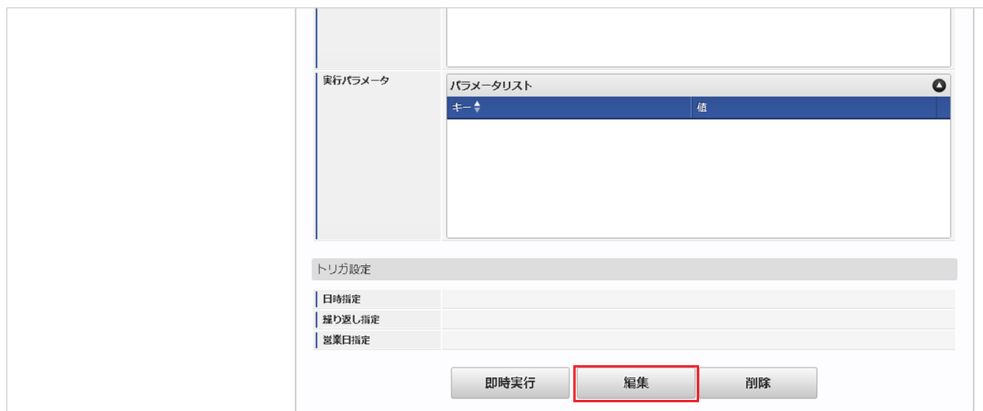 実行パラメータ
パラメータリスト
キー 値
トリガ設定
日時指定
繰り返し指定
営業日指定
即時実行 編集 削除